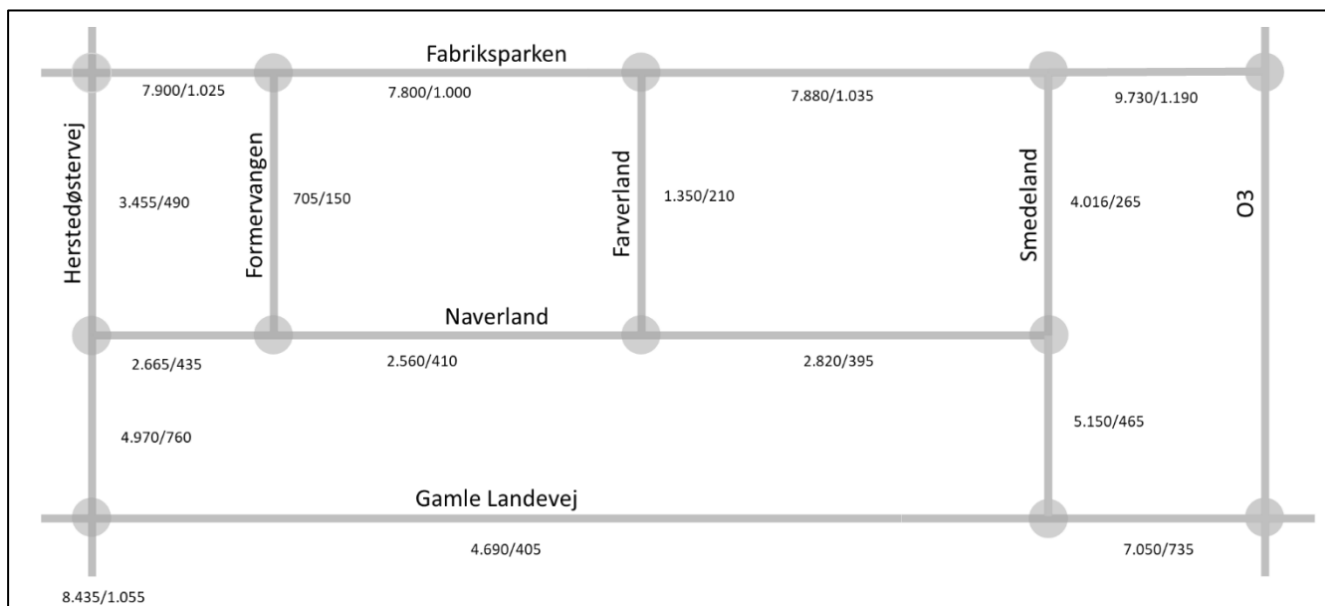 Fabriksparken
7.900/1.025
7.800/1.000
7.880/1.035
9.730/1.190
Herstedøstervej
3.455/490
Formervangen
705/150
Farverland
1.350/210
Smedeland
4.016/265
O3
Naverland
2.665/435
2.560/410
2.820/395
4.970/760
5.150/465
Gamle Landevej
4.690/405
7.050/735
8.435/1.055